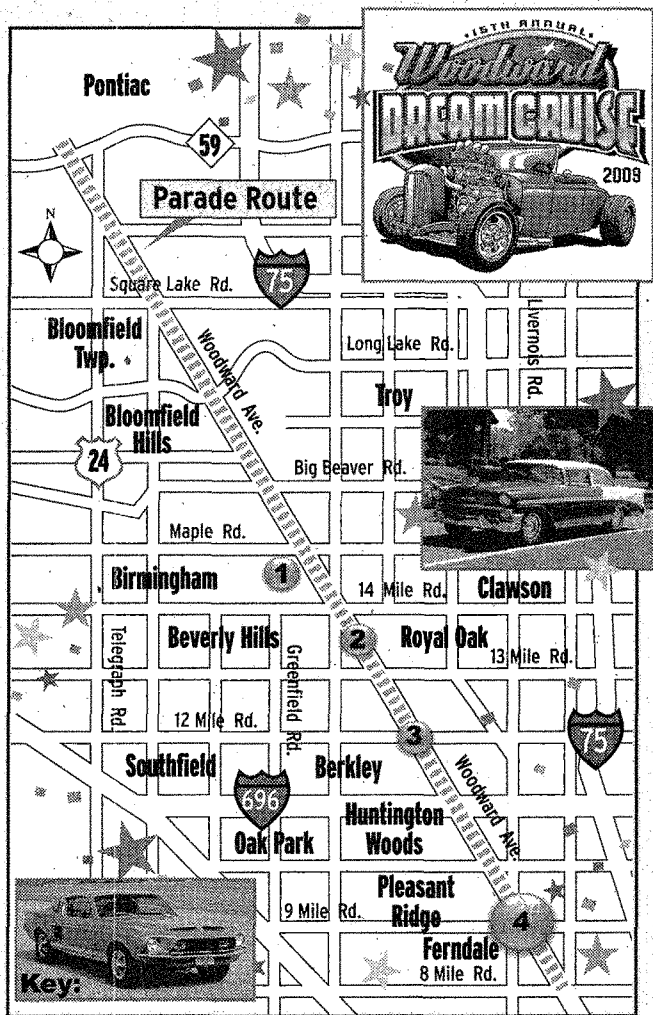 15TH ANNUAL
Woodward
DREAM CRUISE
2009
Pontiac
59
Parade Route
N
75
Square Lake Rd.
Livernois Rd.
Bloomfield
Twp.
Woodward Ave.
Long Lake Rd.
Troy
Bloomfield
Hills
24
Big Beaver Rd.
Maple Rd.
Birmingham
1
14 Mile Rd.
Clawson
Telegraph Rd.
Beverly Hills
Greenfield Rd.
2
Royal Oak
13 Mile Rd.
12 Mile Rd.
3
75
Southfield
696
Berkley
Woodward Ave.
Oak Park
Huntington
Woods
9 Mile Rd.
Pleasant
Ridge
4
Ferndale
8 Mile Rd.
Key: